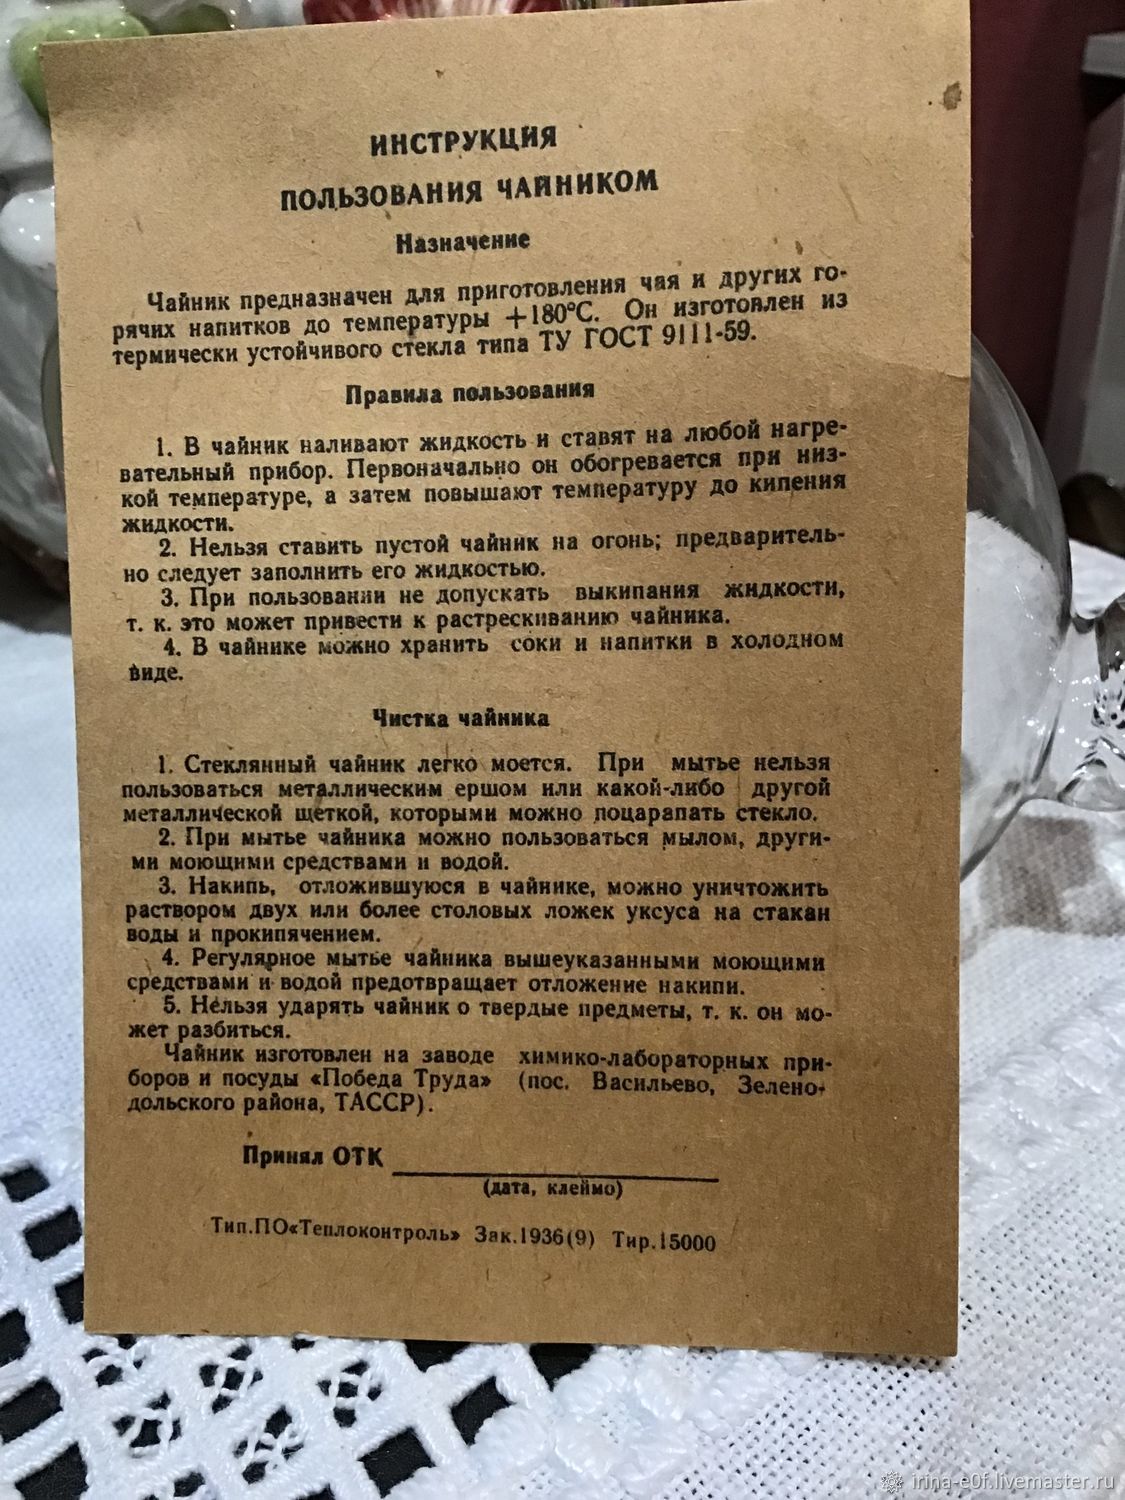 ИНСТРУКЦИЯ
ПОЛЬЗОВАНИЯ ЧАЙНИКОМ
Назначение
Чайник предназначен для приготовления чая и других го-
рячих напитков до температуры +180°С. Он изготовлен из
термически устойчивого стекла типа ТУ ГОСТ 9111-59.
Правила пользования
1. В чайник наливают жидкость и ставят на любой нагре-
вательный прибор. Первоначально он обогревается при низ-
кой температуре, а затем повышают температуру до кипения
жидкости.
2. Нельзя ставить пустой чайник на огонь; предваритель-
но следует заполнить его жидкостью.
3. При пользовании не допускать выкипания жидкости,
т. к. это может привести к растрескиванию чайника.
4. В чайнике можно хранить соки и напитки в холодном
виде.
Чистка чайника
1. Стеклянный чайник легко моется. При мытье нельзя
пользоваться металлическим ершом или какой-либо другой
металлической щеткой, которыми можно поцарапать стекло.
2. При мытье чайника можно пользоваться мылом, други-
ми моющими средствами и водой.
3. Накипь, отложившуюся в чайнике, можно уничтожить
раствором двух или более столовых ложек уксуса на стакан
воды и прокипячением.
4. Регулярное мытье чайника вышеуказанными моющими
средствами и водой предотвращает отложение накипи.
5. Нельзя ударять чайник о твердые предметы, т. к. он мо-
жет разбиться.
Чайник изготовлен на заводе химико-лабораторных при-
боров и посуды «Победа Труда» (пос. Васильево, Зелено-
дольского района, ТАССР).
Принял ОТК
(дата, клеймо)
Тип.ПО«Теплоконтроль» Зак.1936(9) Тир.15000
irina-e0f.livemaster.ru